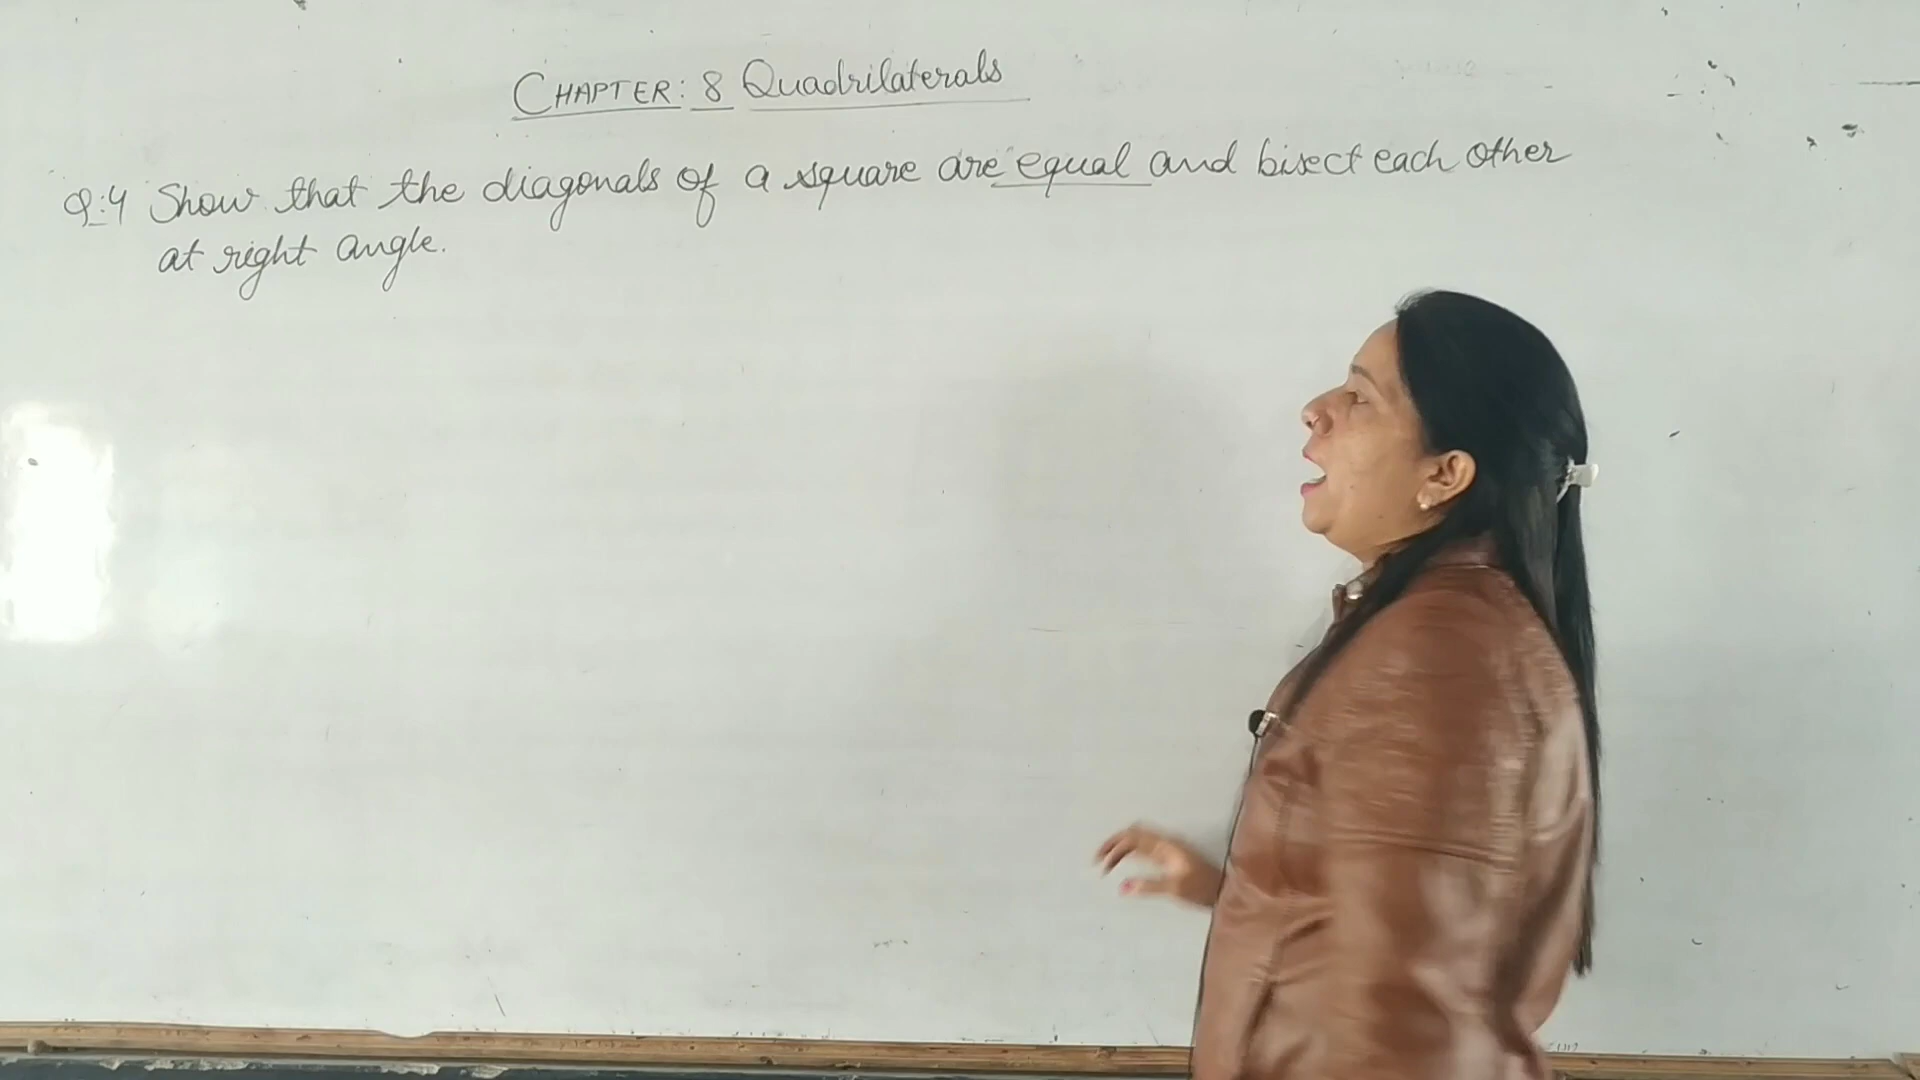 CHAPTER: 8 Quadrilaterals
Q:4 Show that the diagonals of a square are equal and bisect each other
at right angle.